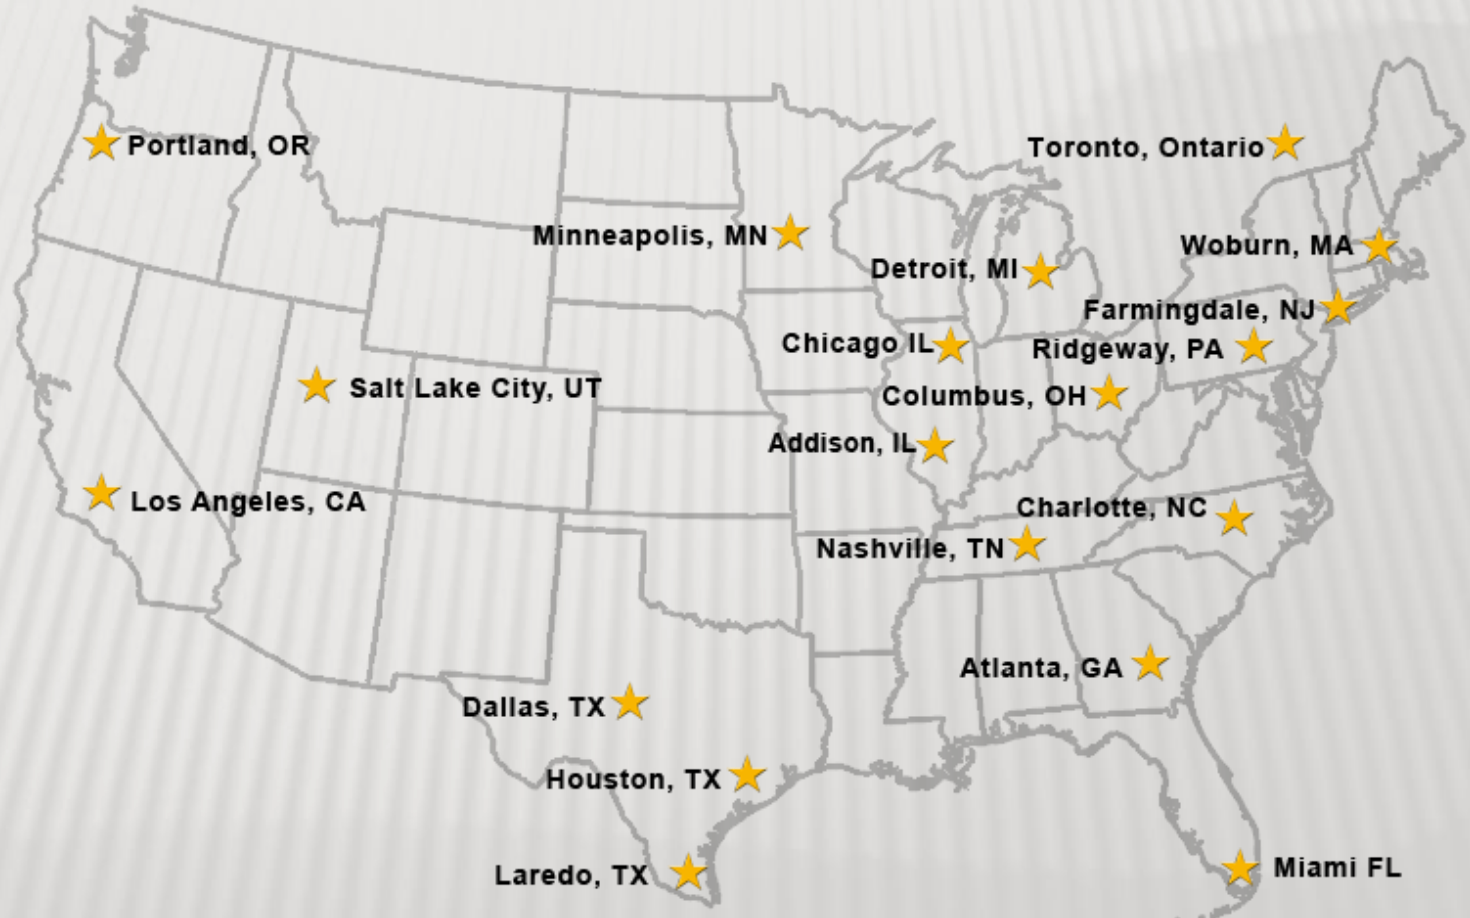 Portland, OR
Toronto, Ontario
Minneapolis, MN
Woburn, MA
Detroit, MI
Farmingdale, NJ
Chicago IL
Ridgeway, PA
Salt Lake City, UT
Columbus, OH
Addison, IL
Los Angeles, CA
Charlotte, NC
Nashville, TN
Atlanta, GA
Dallas, TX
Houston, TX
Laredo, TX
Miami FL